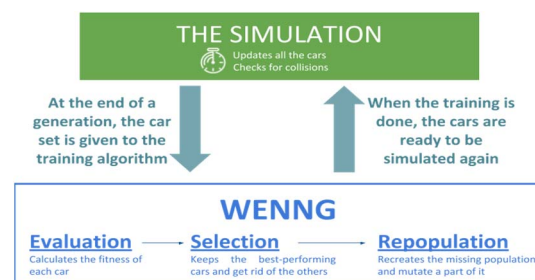 THE SIMULATION
Updates all the cars
Checks for collisions
At the end of a
generation, the car
set is given to the
training algorithm
When the training is
done, the cars are
ready to be
simulated again
WENNG
Evaluation
Calculates the fitness of
each car
Selection
Keeps the best-performing
cars and get rid of the others
Repopulation
Recreates the missing population
and mutate a part of it